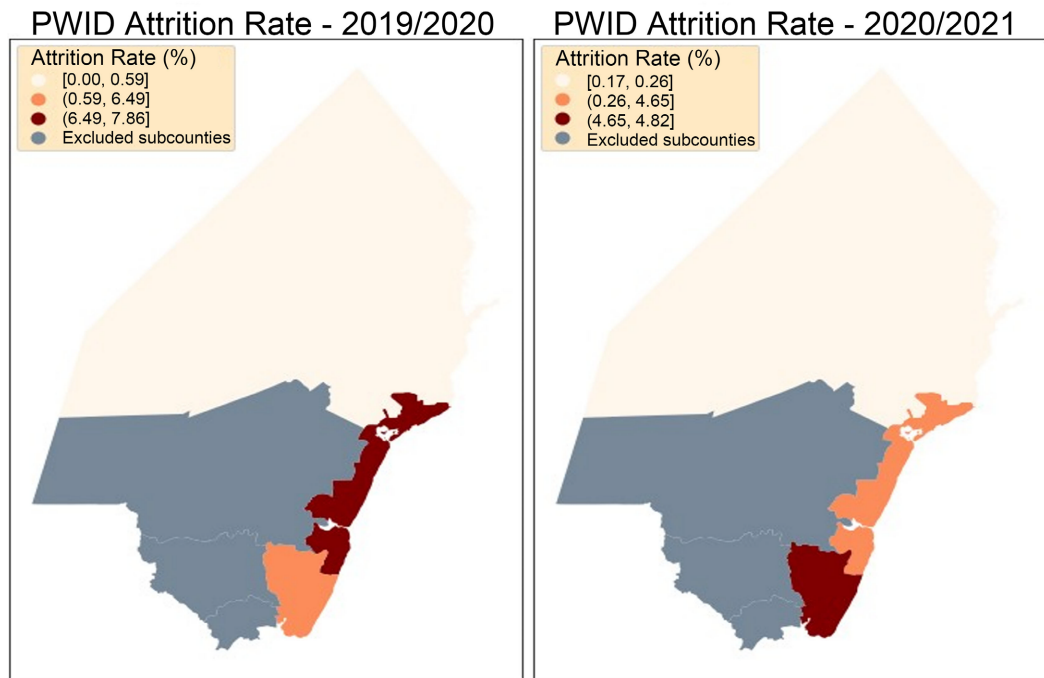 PWID Attrition Rate - 2019/2020
Attrition Rate (%)
[0.00, 0.59]
(0.59, 6.49]
(6.49, 7.86]
Excluded subcounties
PWID Attrition Rate - 2020/2021
Attrition Rate (%)
[0.17, 0.26]
(0.26, 4.65]
(4.65, 4.82]
Excluded subcounties